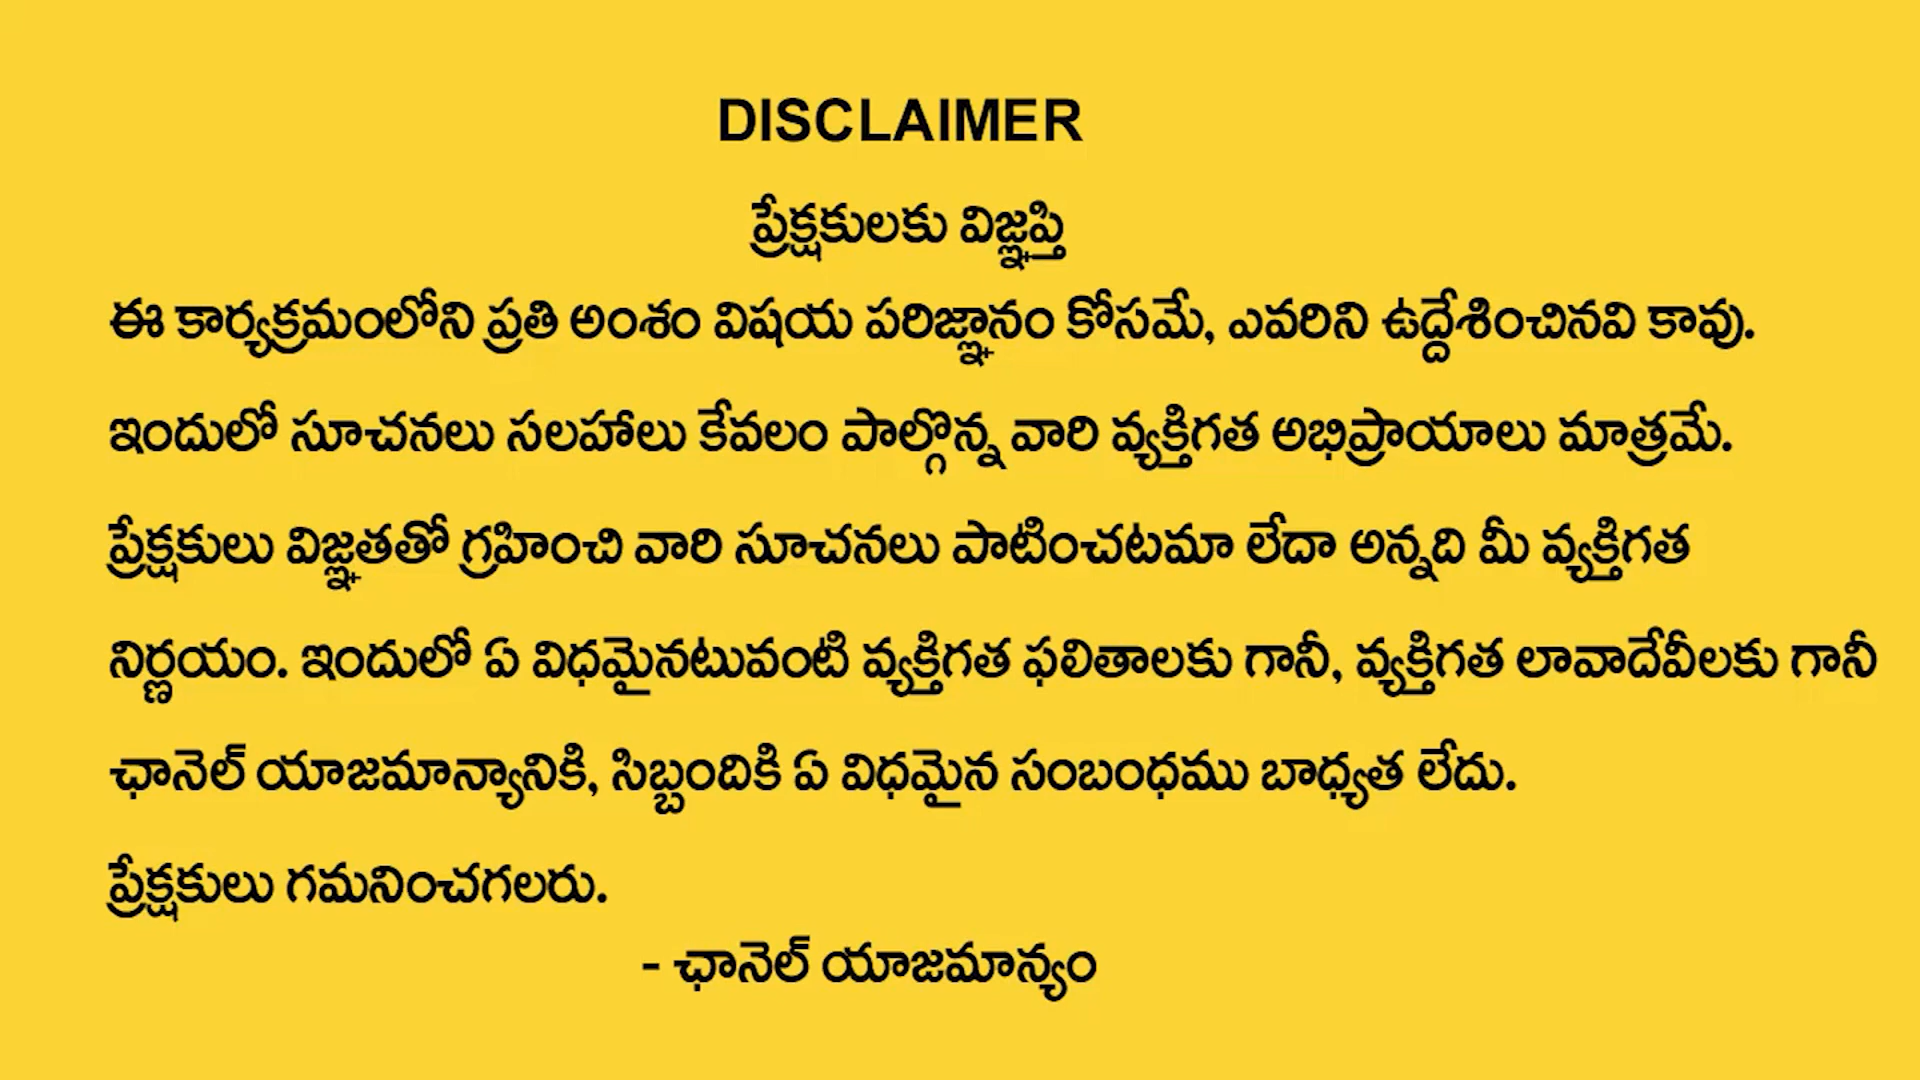 DISCLAIMER
ప్రేక్షకులకు విజ్ఞప్తి
ఈ కార్యక్రమంలోని ప్రతి అంశం విషయ పరిజ్ఞానం కోసమే, ఎవరిని ఉద్దేశించినవి కావు.
ఇందులో సూచనలు సలహాలు కేవలం పాల్గొన్న వారి వ్యక్తిగత అభిప్రాయాలు మాత్రమే.
ప్రేక్షకులు విజ్ఞతతో గ్రహించి వారి సూచనలు పాటించటమా లేదా అన్నది మీ వ్యక్తిగత
నిర్ణయం. ఇందులో ఏ విధమైనటువంటి వ్యక్తిగత ఫలితాలకు గానీ, వ్యక్తిగత లావాదేవీలకు గానీ
ఛానెల్ యాజమాన్యానికి, సిబ్బందికి ఏ విధమైన సంబంధము బాధ్యత లేదు.
ప్రేక్షకులు గమనించగలరు.
- ఛానెల్ యాజమాన్యం